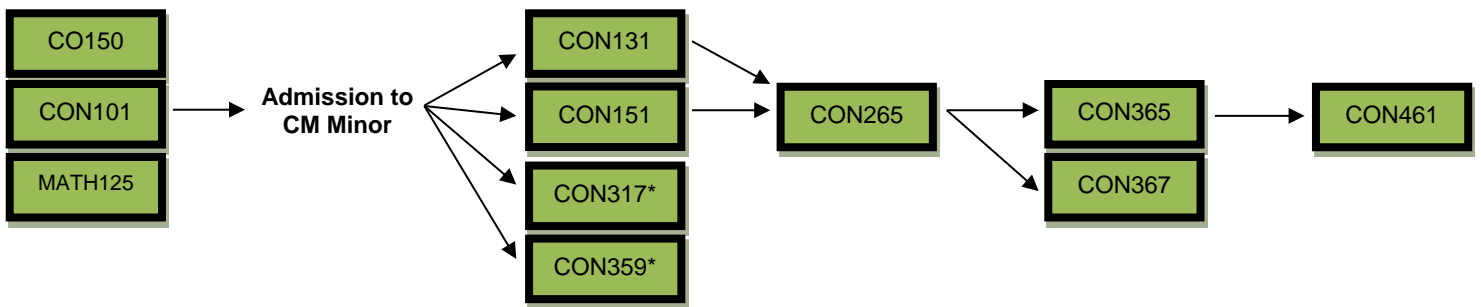 CO150
CON101
MATH125
Admission to
CM Minor
CON131
CON151
CON317*
CON359*
CON265
CON365
CON367
CON461